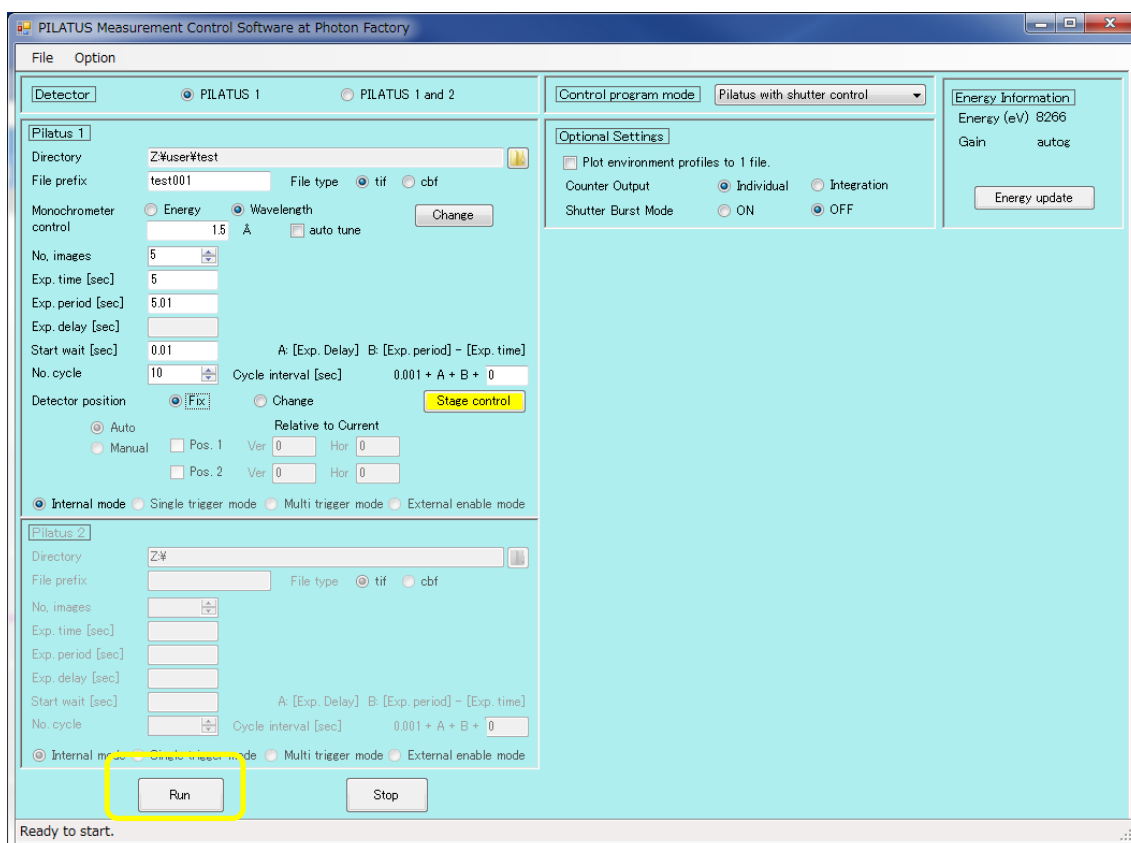 PILATUS Measurement Control Software at Photon Factory
File Option
Detector PILATUS 1 PILATUS 1 and 2
Control program mode Pilatus with shutter control
Energy Information
Energy (eV) 8266
Gain autog
Energy update
Optional Settings
Plot environment profiles to 1 file.
Counter Output Individual Integration
Shutter Burst Mode ON OFF
Pilatus 1
Directory Z:¥user¥test
File prefix test001 File type tif cbf
Monochrometer control Energy Wavelength Change
1.5 Å auto tune
No, images 5
Exp. time [sec] 5
Exp. period [sec] 5.01
Exp. delay [sec]
Start wait [sec] 0.01 A: [Exp. Delay] B: [Exp. period] - [Exp. time]
No. cycle 10 Cycle interval [sec] 0.001 + A + B + 0
Detector position Fix Change Stage control
Auto Relative to Current
Manual Pos. 1 Ver 0 Hor 0
Pos. 2 Ver 0 Hor 0
Internal mode Single trigger mode Multi trigger mode External enable mode
Pilatus 2
Directory Z:¥
File prefix File type tif cbf
No, images
Exp. time [sec]
Exp. period [sec]
Exp. delay [sec]
Start wait [sec] A: [Exp. Delay] B: [Exp. period] - [Exp. time]
No. cycle Cycle interval [sec] 0.001 + A + B + 0
Internal mode Single trigger mode Multi trigger mode External enable mode
Run Stop
Ready to start.